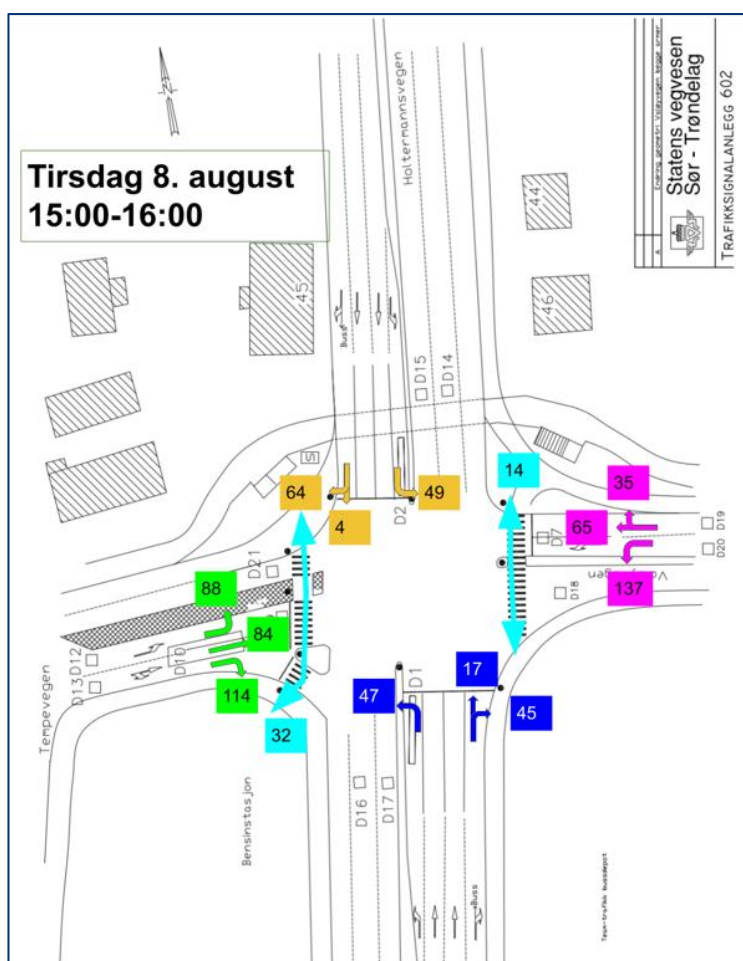 Tirsdag 8. august
15:00-16:00
Holtermannsvegen
Statens vegvesen
Sør - Trøndelag
TRAFIKKSIGNALANLEGG 602
A
44
45
46
Buss
D15
D14
S
14
35
64
4
49
D2
65
D7
D19
D20
137
D18
D21
88
84
D12
D13
D10
114
Tempevegen
32
47
D1
17
45
Bensinstasjon
D16
D17
Buss